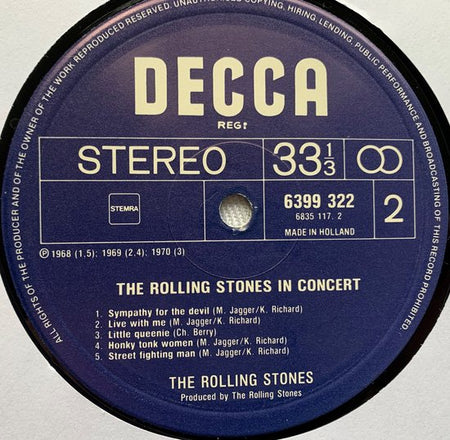 ALL RIGHTS OF THE PRODUCER AND OF THE OWNER OF THE WORK REPRODUCED RESERVED. UNAUTHORISED COPYING, HIRING, LENDING, PUBLIC PERFORMANCE AND BROADCASTING OF THIS RECORD PROHIBITED
DECCA
REG!
STEREO
33 1/3
STEMRA
6399 322
6835 117. 2
MADE IN HOLLAND
2
℗ 1968 (1,5); 1969 (2.4); 1970 (3)
THE ROLLING STONES IN CONCERT
1. Sympathy for the devil (M. Jagger/K. Richard)
2. Live with me (M. Jagger/K. Richard)
3. Little queenie (Ch. Berry)
4. Honky tonk women (M. Jagger/K. Richard)
5. Street fighting man (M. Jagger/K. Richard)
THE ROLLING STONES
Produced by The Rolling Stones